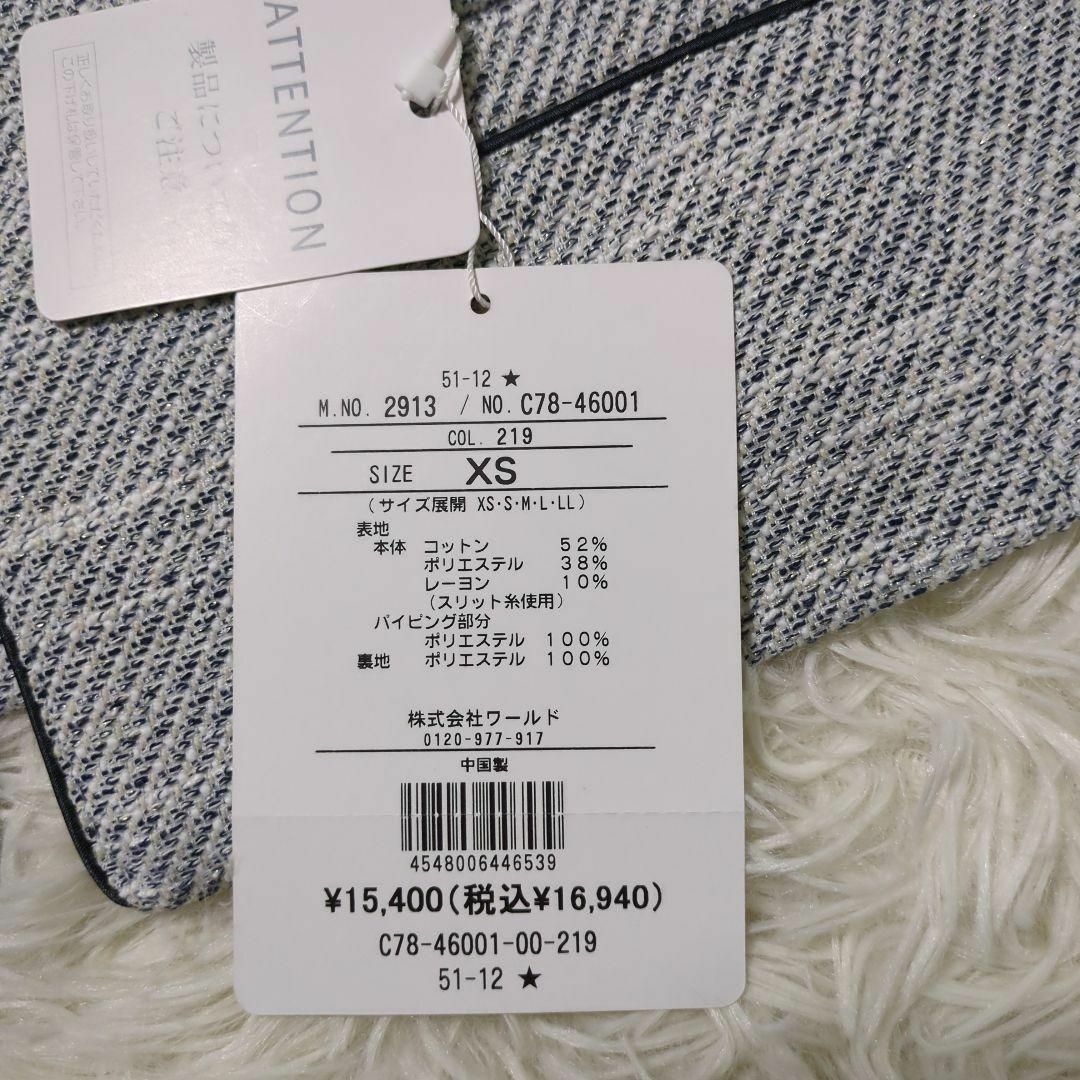 ATTENTION
製品について
ご注意
51-12 ★
M.NO. 2913 / NO. C78-46001
COL. 219
SIZE XS
(サイズ展開 XS·S·M·L·LL)
表地
本体 コットン 52%
ポリエステル 38%
レーヨン 10%
(スリット糸使用)
パイピング部分
ポリエステル 100%
裏地 ポリエステル 100%
株式会社ワールド
0120-977-917
中国製
4548006446539
¥15,400(税込¥16,940)
C78-46001-00-219
51-12 ★